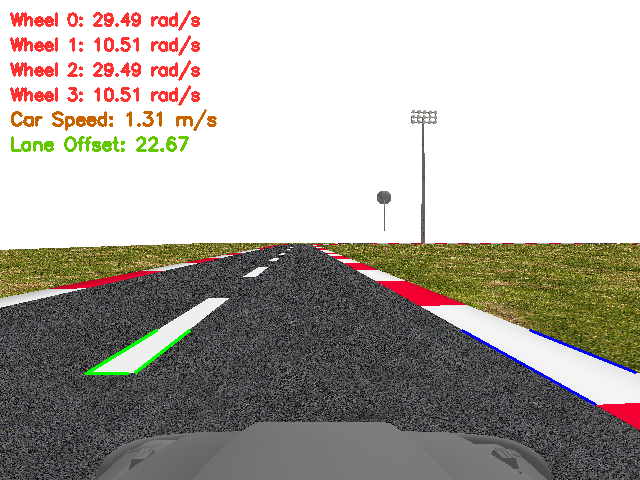 Wheel 0: 29.49 rad/s
Wheel 1: 10.51 rad/s
Wheel 2: 29.49 rad/s
Wheel 3: 10.51 rad/s
Car Speed: 1.31 m/s
Lane Offset: 22.67